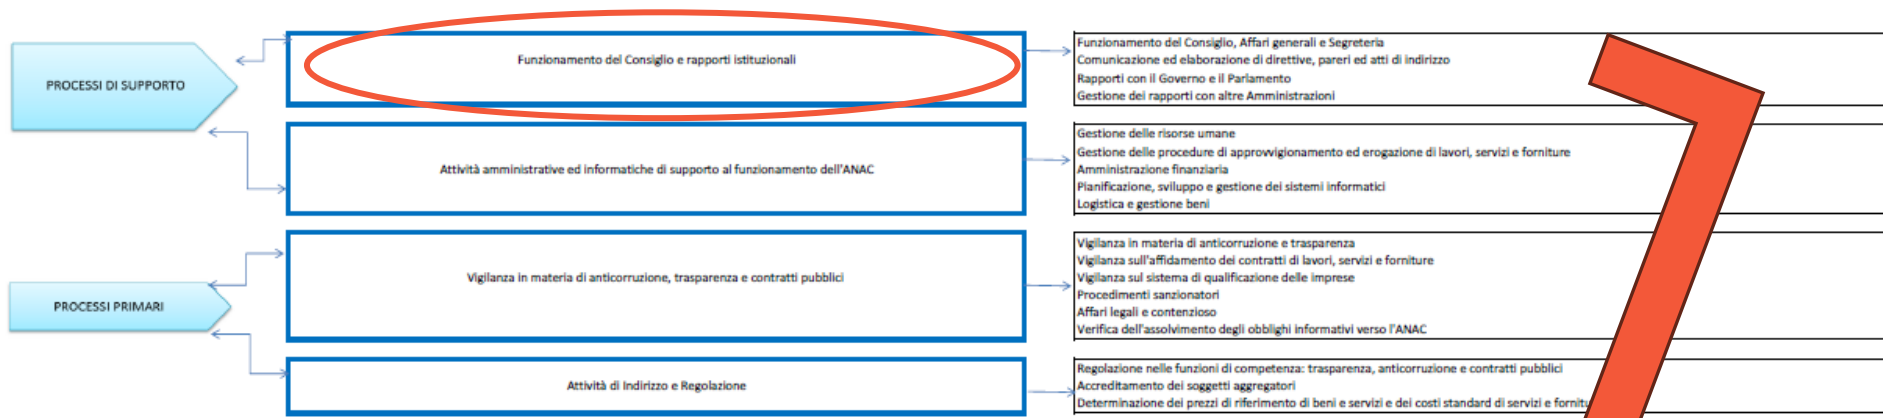 PROCESSI DI SUPPORTO
Funzionamento del Consiglio e rapporti istituzionali
Funzionamento del Consiglio, Affari generali e Segreteria
Comunicazione ed elaborazione di direttive, pareri ed atti di indirizzo
Rapporti con il Governo e il Parlamento
Gestione dei rapporti con altre Amministrazioni
Attività amministrative ed informatiche di supporto al funzionamento dell'ANAC
Gestione delle risorse umane
Gestione delle procedure di approvvigionamento ed erogazione di lavori, servizi e forniture
Amministrazione finanziaria
Pianificazione, sviluppo e gestione dei sistemi informatici
Logistica e gestione beni
PROCESSI PRIMARI
Vigilanza in materia di anticorruzione, trasparenza e contratti pubblici
Vigilanza in materia di anticorruzione e trasparenza
Vigilanza sull'affidamento dei contratti di lavori, servizi e forniture
Vigilanza sul sistema di qualificazione delle imprese
Procedimenti sanzionatori
Affari legali e contenzioso
Verifica dell'assolvimento degli obblighi informativi verso l'ANAC
Attività di Indirizzo e Regolazione
Regolazione nelle funzioni di competenza: trasparenza, anticorruzione e contratti pubblici
Accreditamento dei soggetti aggregatori
Determinazione dei prezzi di riferimento di beni e servizi e dei costi standard di servizi e